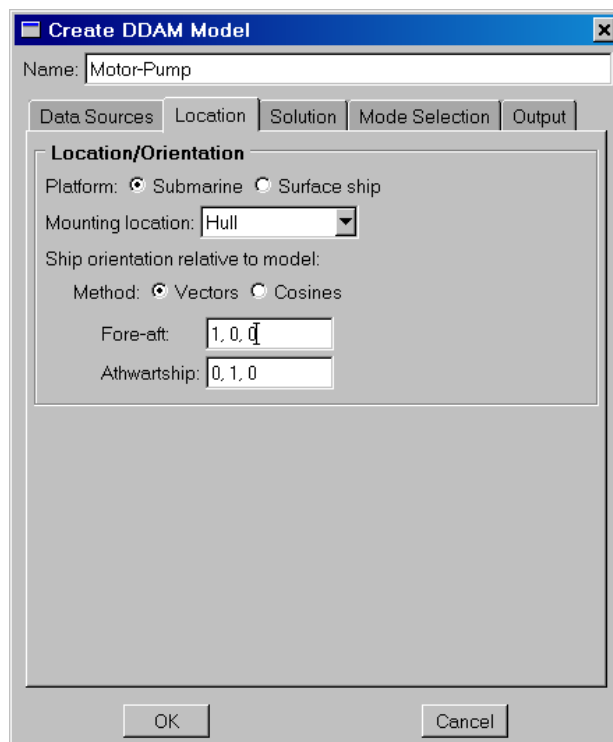 Create DDAM Model
Name: Motor-Pump
Data Sources Location Solution Mode Selection Output
Location/Orientation
Platform: Submarine Surface ship
Mounting location: Hull
Ship orientation relative to model:
Method: Vectors Cosines
Fore-aft: 1, 0, 0
Athwartship: 0, 1, 0
OK Cancel